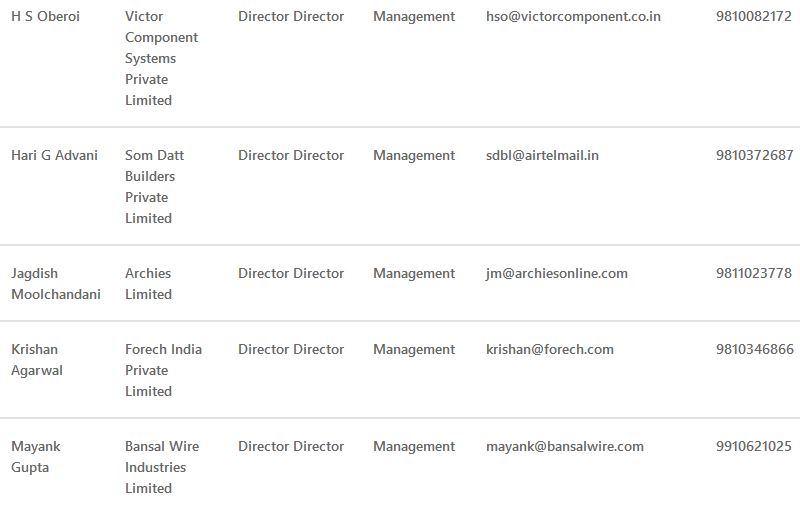 H S Oberoi Victor Director Director Management hso@victorcomponent.co.in 9810082172
Component
Systems
Private
Limited
Hari G Advani Som Datt Director Director Management sdbl@airtelmail.in 9810372687
Builders
Private
Limited
Jagdish Archies Director Director Management jm@archiesonline.com 9811023778
Moolchandani Limited
Krishan Forech India Director Director Management krishan@forech.com 9810346866
Agarwal Private
Limited
Mayank Bansal Wire Director Director Management mayank@bansalwire.com 9910621025
Gupta Industries
Limited